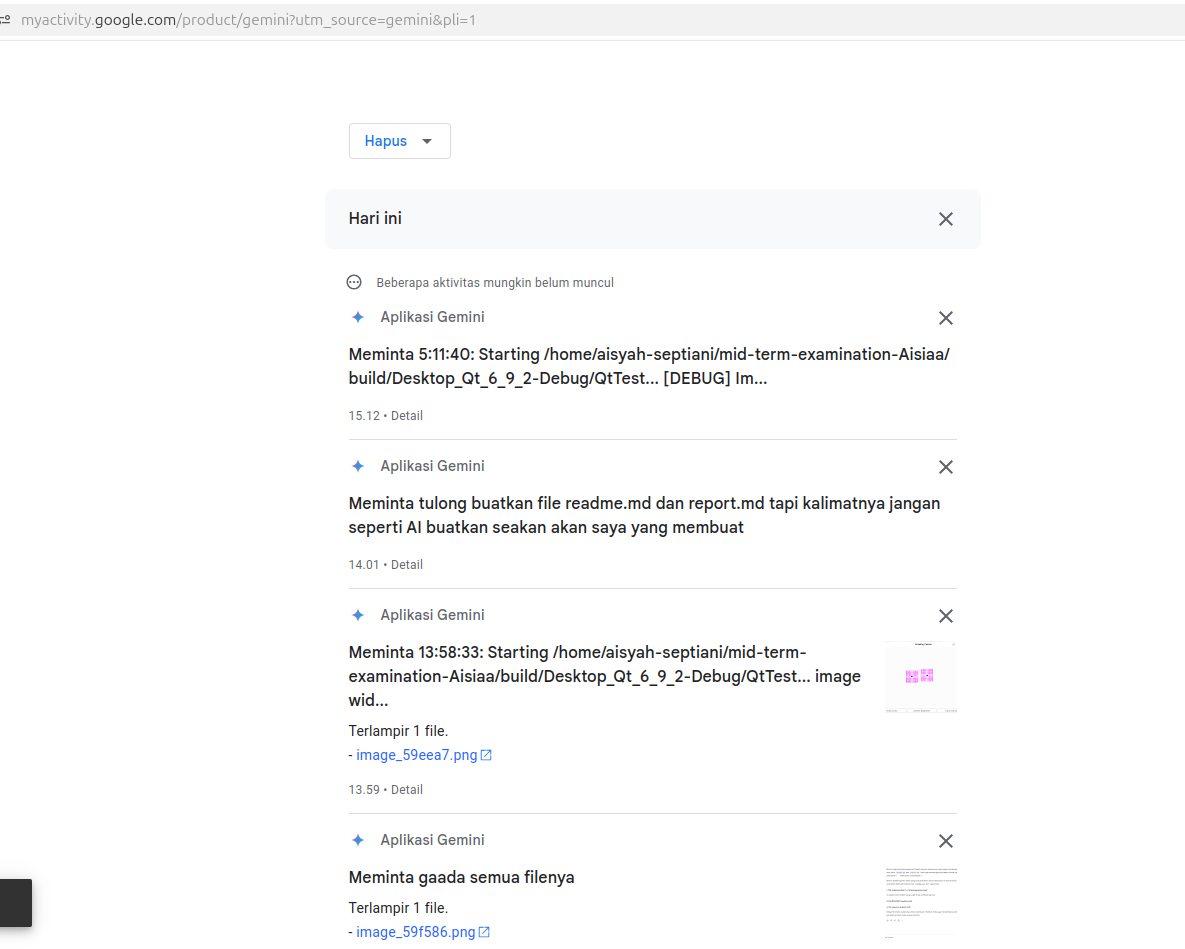 myactivity.google.com/product/gemini?utm_source=gemini&pli=1
Hapus
Hari ini
Beberapa aktivitas mungkin belum muncul
Aplikasi Gemini
Meminta 5:11:40: Starting /home/aisyah-septiani/mid-term-examination-Aisiaa/
build/Desktop_Qt_6_9_2-Debug/QtTest... [DEBUG] Im...
15.12 • Detail
Aplikasi Gemini
Meminta tulong buatkan file readme.md dan report.md tapi kalimatnya jangan
seperti AI buatkan seakan akan saya yang membuat
14.01 • Detail
Aplikasi Gemini
Meminta 13:58:33: Starting /home/aisyah-septiani/mid-term-
examination-Aisiaa/build/Desktop_Qt_6_9_2-Debug/QtTest... image
wid...
Terlampir 1 file.
- image_59eea7.png
13.59 • Detail
Aplikasi Gemini
Meminta gaada semua filenya
Terlampir 1 file.
- image_59f586.png